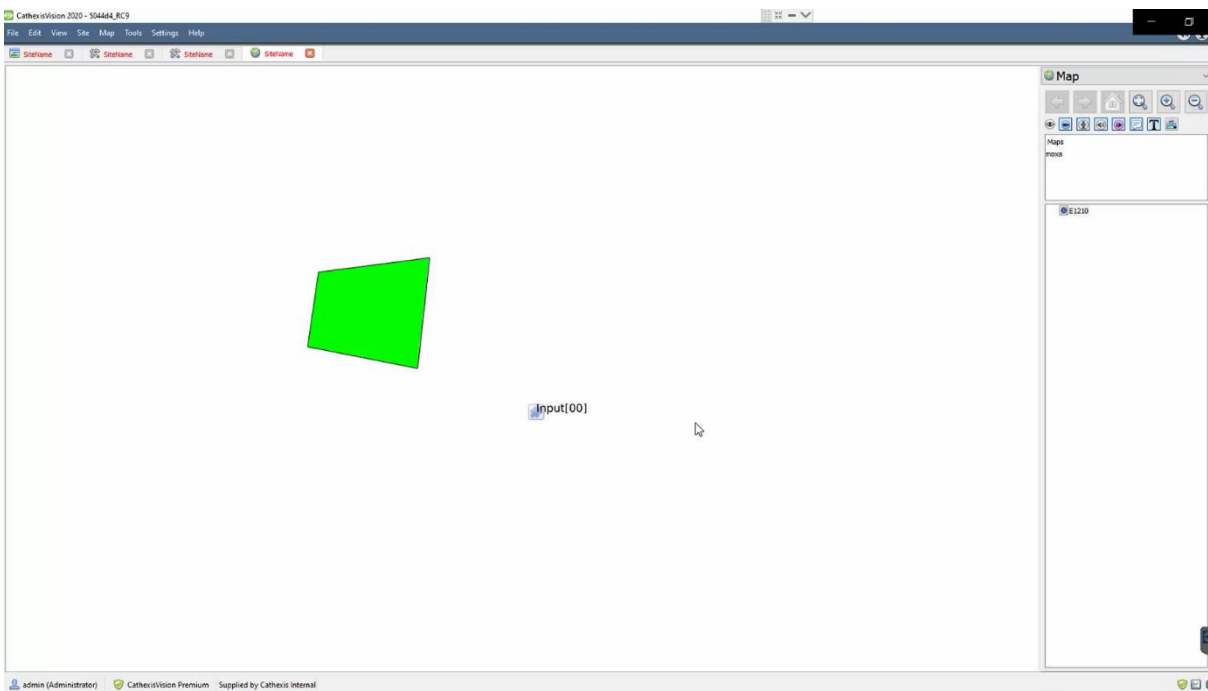 CathexisVision 2020 - 5044d4_RC9
File Edit View Site Map Tools Settings Help
SiteName SiteName SiteName SiteName
Map
Maps
moxa
E1210
Input[00]
admin (Administrator) CathexisVision Premium Supplied by Cathexis Internal